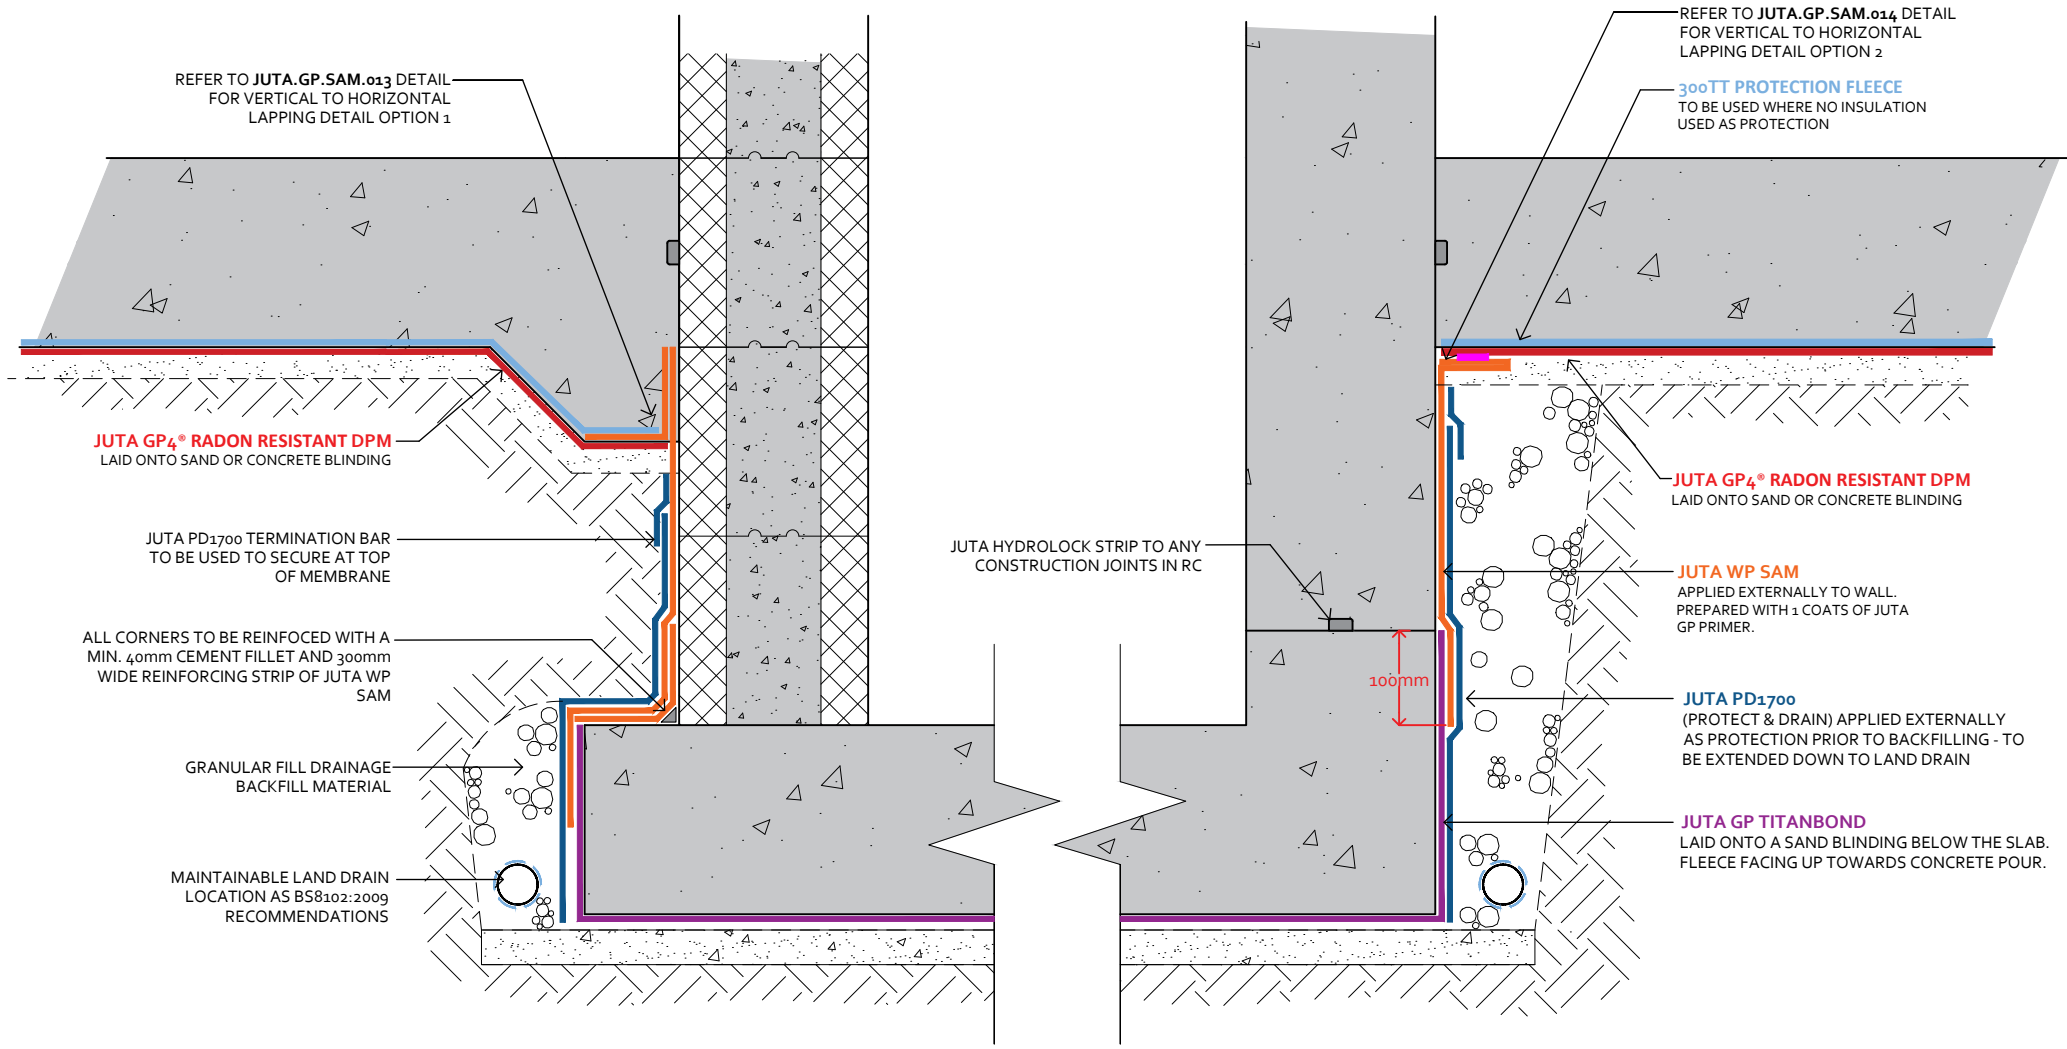 REFER TO JUTA.GP.SAM.013 DETAIL
FOR VERTICAL TO HORIZONTAL
LAPPING DETAIL OPTION 1
JUTA GP4® RADON RESISTANT DPM
LAID ONTO SAND OR CONCRETE BLINDING
JUTA PD1700 TERMINATION BAR
TO BE USED TO SECURE AT TOP
OF MEMBRANE
ALL CORNERS TO BE REINFOCED WITH A
MIN. 40mm CEMENT FILLET AND 300mm
WIDE REINFORCING STRIP OF JUTA WP
SAM
GRANULAR FILL DRAINAGE
BACKFILL MATERIAL
MAINTAINABLE LAND DRAIN
LOCATION AS BS8102:2009
RECOMMENDATIONS
JUTA HYDROLOCK STRIP TO ANY
CONSTRUCTION JOINTS IN RC
100mm
REFER TO JUTA.GP.SAM.014 DETAIL
FOR VERTICAL TO HORIZONTAL
LAPPING DETAIL OPTION 2
300TT PROTECTION FLEECE
TO BE USED WHERE NO INSULATION
USED AS PROTECTION
JUTA GP4® RADON RESISTANT DPM
LAID ONTO SAND OR CONCRETE BLINDING
JUTA WP SAM
APPLIED EXTERNALLY TO WALL.
PREPARED WITH 1 COATS OF JUTA
GP PRIMER.
JUTA PD1700
(PROTECT & DRAIN) APPLIED EXTERNALLY
AS PROTECTION PRIOR TO BACKFILLING - TO
BE EXTENDED DOWN TO LAND DRAIN
JUTA GP TITANBOND
LAID ONTO A SAND BLINDING BELOW THE SLAB.
FLEECE FACING UP TOWARDS CONCRETE POUR.